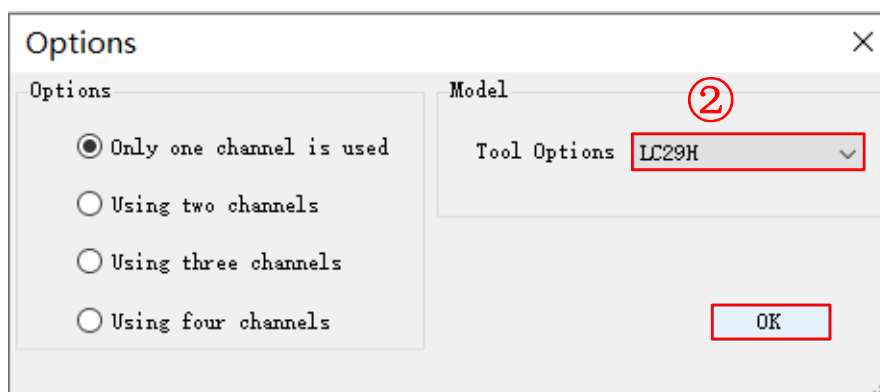 Options
Options
Only one channel is used
Using two channels
Using three channels
Using four channels
Model
②
Tool Options LC29H
OK